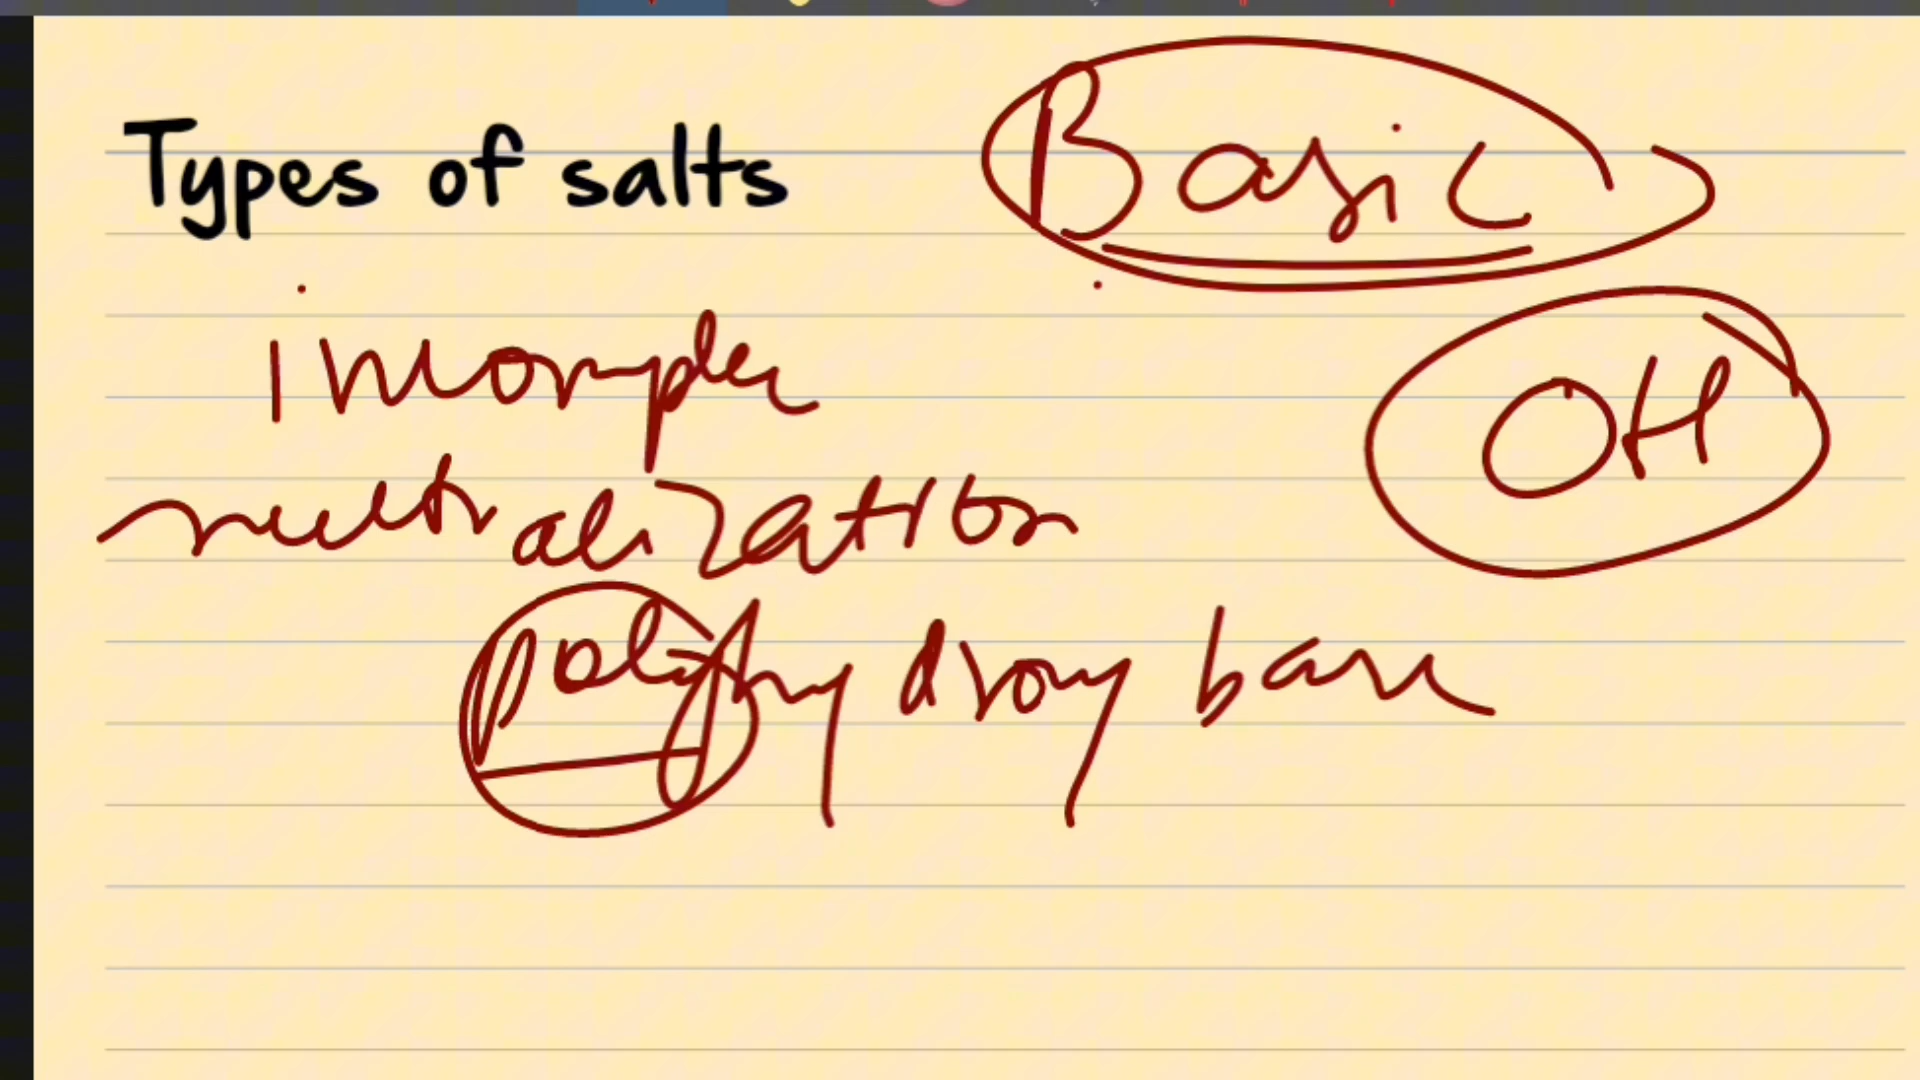 Types of salts Basic
incomplete OH
neutralization
polyhydroxy base